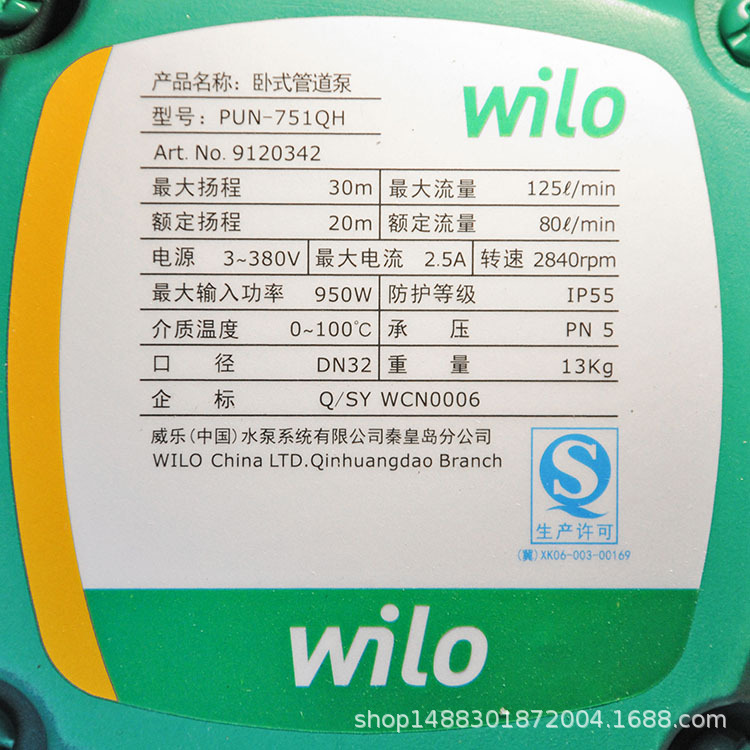 产品名称: 卧式管道泵
wilo
型号: PUN-751QH
Art. No. 9120342
最大扬程 30m 最大流量 125ℓ/min
额定扬程 20m 额定流量 80ℓ/min
电源 3~380V 最大电流 2.5A 转速 2840rpm
最大输入功率 950W 防护等级 IP55
介质温度 0~100℃ 承 压 PN 5
口 径 DN32 重 量 13Kg
企 标 Q/SY WCN0006
威乐(中国)水泵系统有限公司秦皇岛分公司
WILO China LTD.Qinhuangdao Branch
QS
生产许可
(冀)XK06-003-00169
wilo
shop1488301872004.1688.com